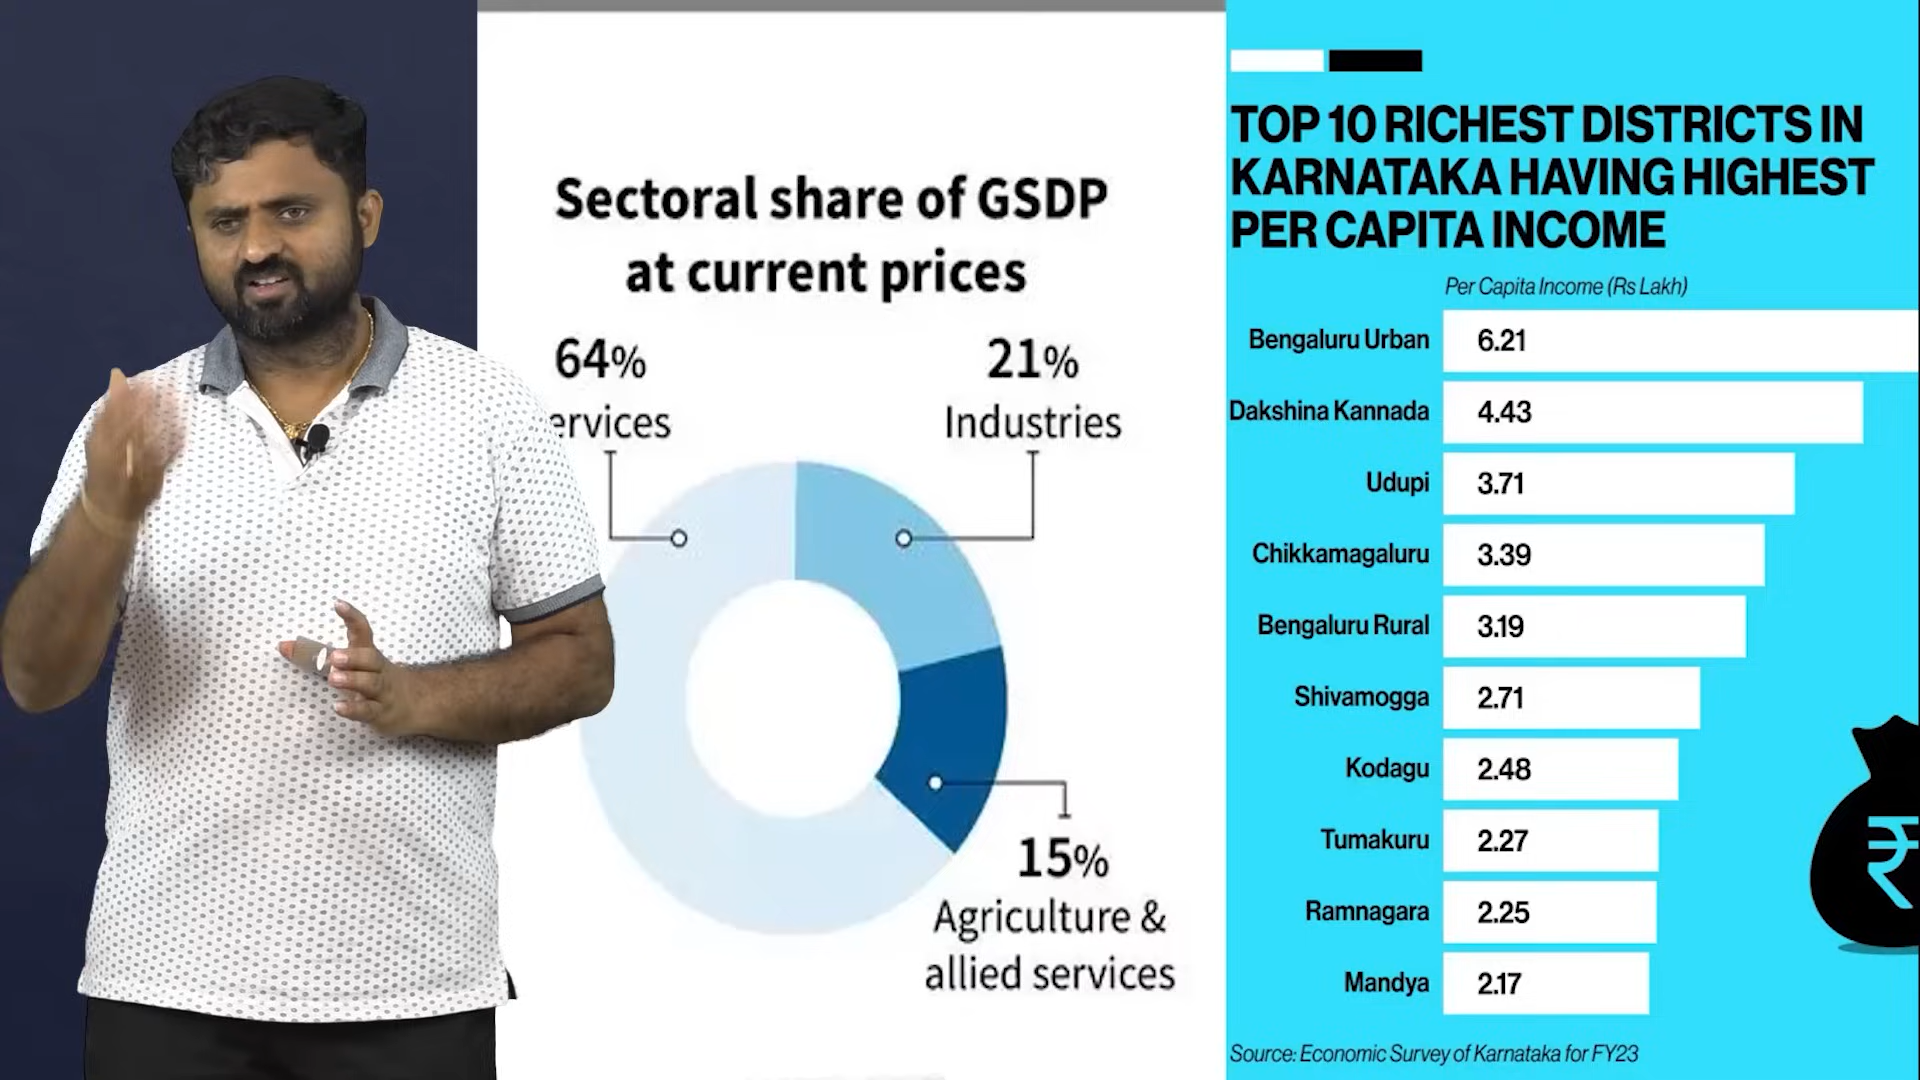 Sectoral share of GSDP
at current prices
64%
ervices
21%
Industries
15%
Agriculture &
allied services
TOP 10 RICHEST DISTRICTS IN
KARNATAKA HAVING HIGHEST
PER CAPITA INCOME
Per Capita Income (Rs Lakh)
Bengaluru Urban 6.21
Dakshina Kannada 4.43
Udupi 3.71
Chikkamagaluru 3.39
Bengaluru Rural 3.19
Shivamogga 2.71
Kodagu 2.48
Tumakuru 2.27
Ramnagara 2.25
Mandya 2.17
₹
Source: Economic Survey of Karnataka for FY23